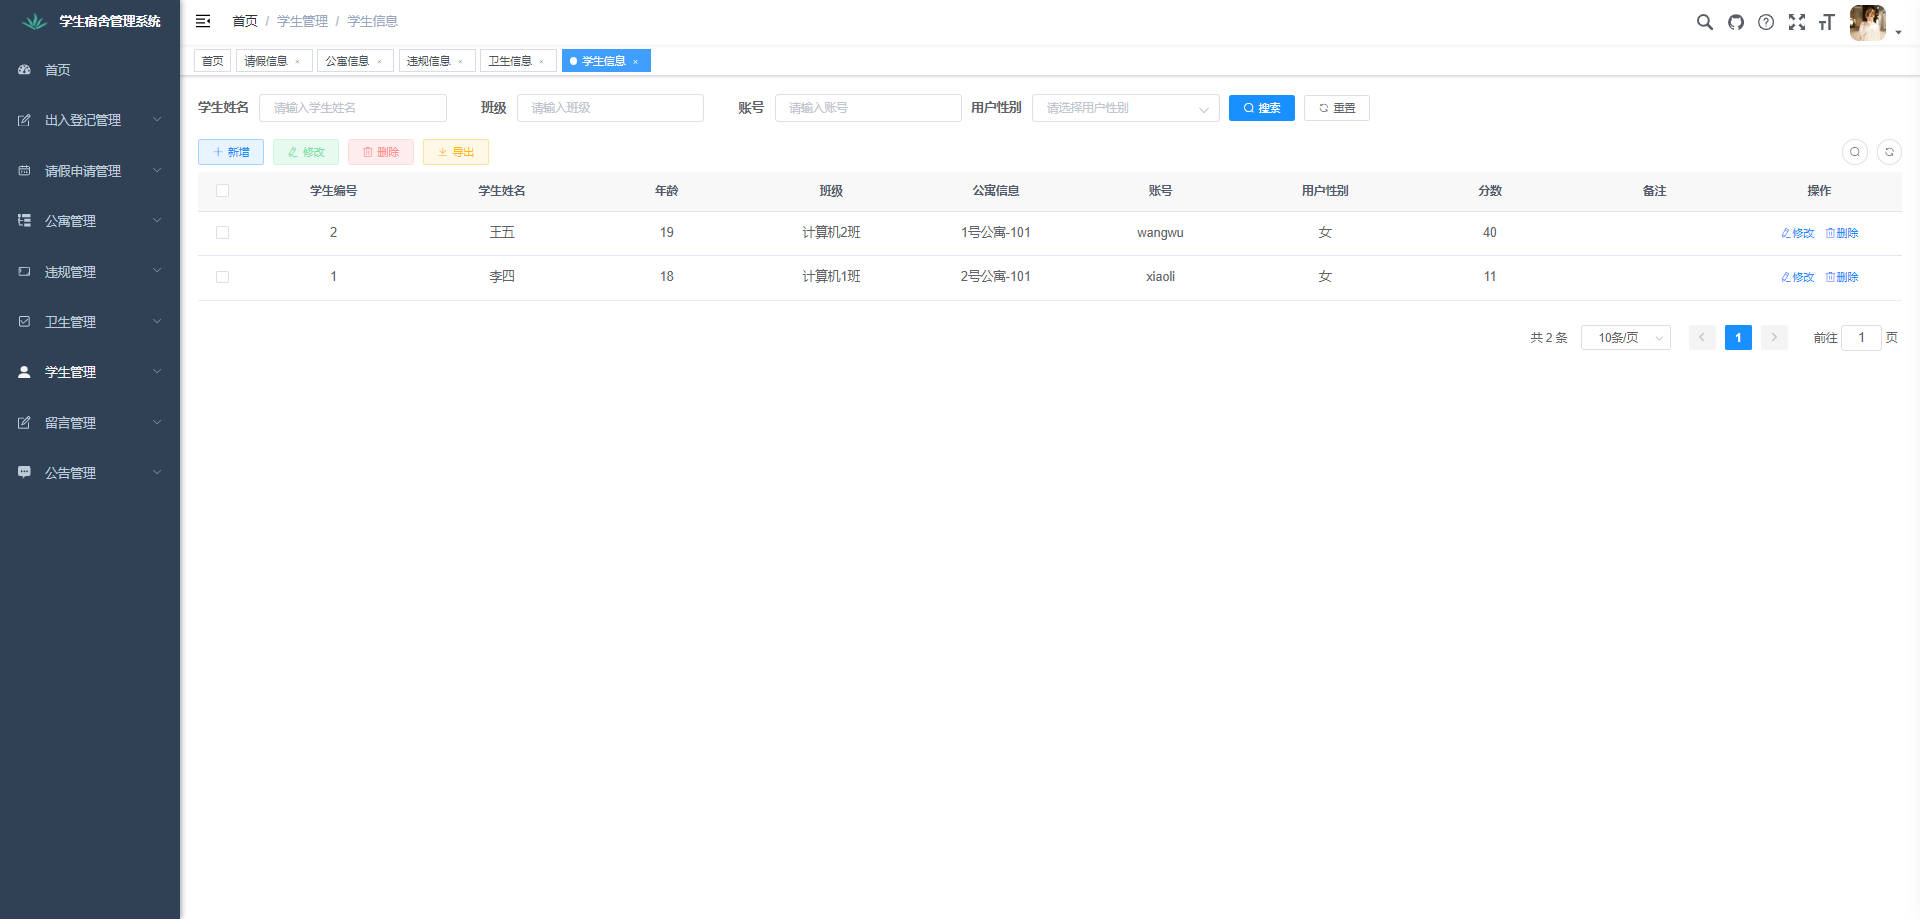 学生宿舍管理系统
首页
出入登记管理
请假申请管理
公寓管理
违规管理
卫生管理
学生管理
留言管理
公告管理
首页 / 学生管理 / 学生信息
首页 请假信息 × 公寓信息 × 违规信息 × 卫生信息 × 学生信息 ×
学生姓名 请输入学生姓名 班级 请输入班级 账号 请输入账号 用户性别 请选择用户性别 搜索 重置
新增 修改 删除 导出
学生编号 学生姓名 年龄 班级 公寓信息 账号 用户性别 分数 备注 操作
2 王五 19 计算机2班 1号公寓-101 wangwu 女 40 修改 删除
1 李四 18 计算机1班 2号公寓-101 xiaoli 女 11 修改 删除
共 2 条 10条/页 1 前往 1 页